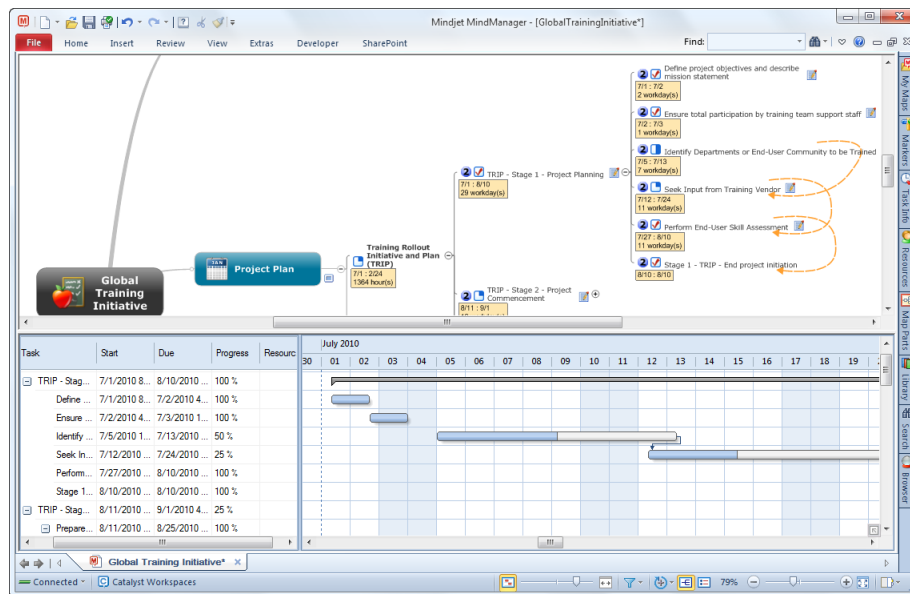 Mindjet MindManager - [GlobalTrainingInitiative*]
File Home Insert Review View Extras Developer SharePoint Find:
Define project objectives and describe
mission statement
7/1 : 7/2
2 workday(s)
Ensure total participation by training team support staff
7/2 : 7/3
1 workday(s)
Identify Departments or End-User Community to be Trained
7/5 : 7/13
7 workday(s)
TRIP - Stage 1 - Project Planning
7/1 : 8/10
29 workday(s)
Seek Input from Training Vendor
7/12 : 7/24
11 workday(s)
Perform End-User Skill Assessment
7/27 : 8/10
11 workday(s)
Stage 1 - TRIP - End project initiation
8/10 : 8/10
Training Rollout
Initiative and Plan
(TRIP)
7/1 : 2/24
1364 hour(s)
JAN
Project Plan
Global
Training
Initiative
TRIP - Stage 2 - Project
Commencement
8/11 : 9/1
My Maps
Markers
Task Info
Resources
Map Parts
Library
Search
Browser
Task Start Due Progress Resourc
July 2010
30 01 02 03 04 05 06 07 08 09 10 11 12 13 14 15 16 17 18 19
TRIP - Stag... 7/1/2010 8... 8/10/2010 ... 100 %
Define ... 7/1/2010 8... 7/2/2010 4... 100 %
Ensure ... 7/2/2010 4... 7/3/2010 1... 100 %
Identify ... 7/5/2010 1... 7/13/2010 ... 50 %
Seek In... 7/12/2010 ... 7/24/2010 ... 25 %
Perform... 7/27/2010 ... 8/10/2010 ... 100 %
Stage 1... 8/10/2010 ... 8/10/2010 ... 100 %
TRIP - Stag... 8/11/2010 ... 9/1/2010 4... 25 %
Prepare... 8/11/2010 ... 8/25/2010 ... 100 %
Global Training Initiative*
Connected Catalyst Workspaces 79%